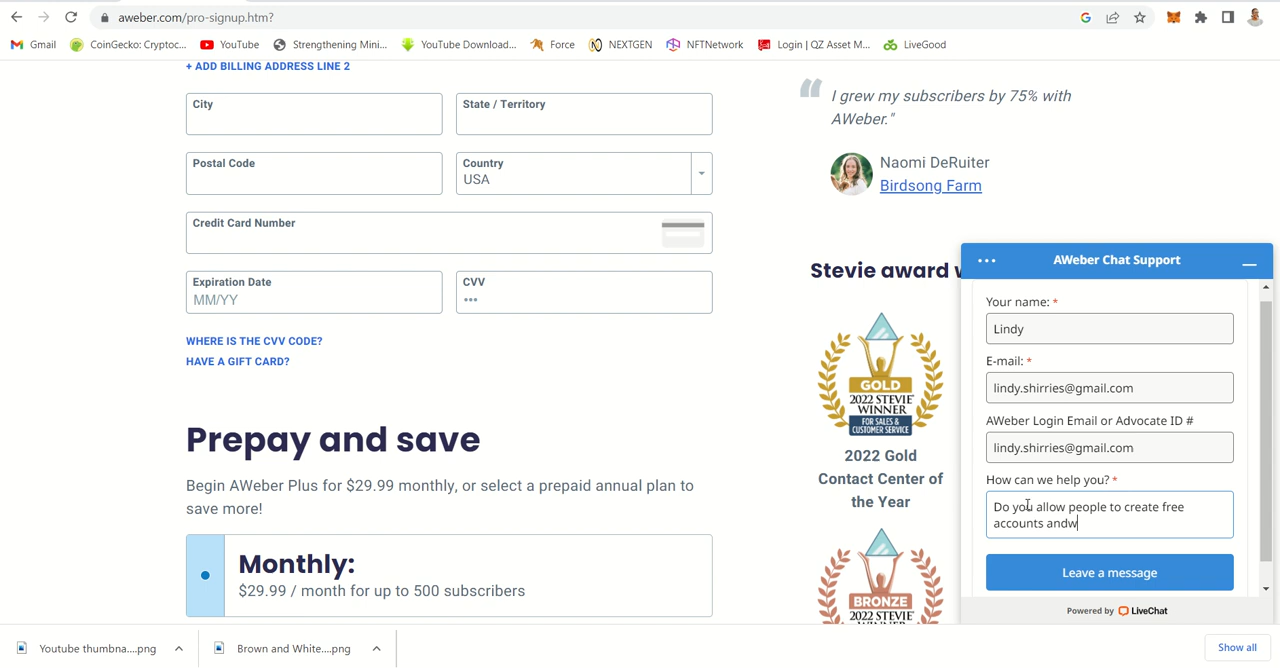 aweber.com/pro-signup.htm?
Gmail
CoinGecko: Cryptoc...
YouTube
Strengthening Mini...
YouTube Download...
Force
NEXTGEN
NFTNetwork
Login | QZ Asset M...
LiveGood
+ ADD BILLING ADDRESS LINE 2
City
State / Territory
Postal Code
Country
USA
Credit Card Number
Expiration Date
MM/YY
CVV
•••
WHERE IS THE CVV CODE?
HAVE A GIFT CARD?
Prepay and save
Begin AWeber Plus for $29.99 monthly, or select a prepaid annual plan to
save more!
Monthly:
$29.99 / month for up to 500 subscribers
I grew my subscribers by 75% with
AWeber."
Naomi DeRuiter
Birdsong Farm
Stevie award w
GOLD
2022 STEVIE®
WINNER
FOR SALES &
CUSTOMER SERVICE
2022 Gold
Contact Center of
the Year
BRONZE
2022 STEVIE®
WINNER
AWeber Chat Support
Your name: *
Lindy
E-mail: *
lindy.shirries@gmail.com
AWeber Login Email or Advocate ID #
lindy.shirries@gmail.com
How can we help you? *
Do you allow people to create free
accounts andw
Leave a message
Powered by LiveChat
Youtube thumbna....png
Brown and White....png
Show all